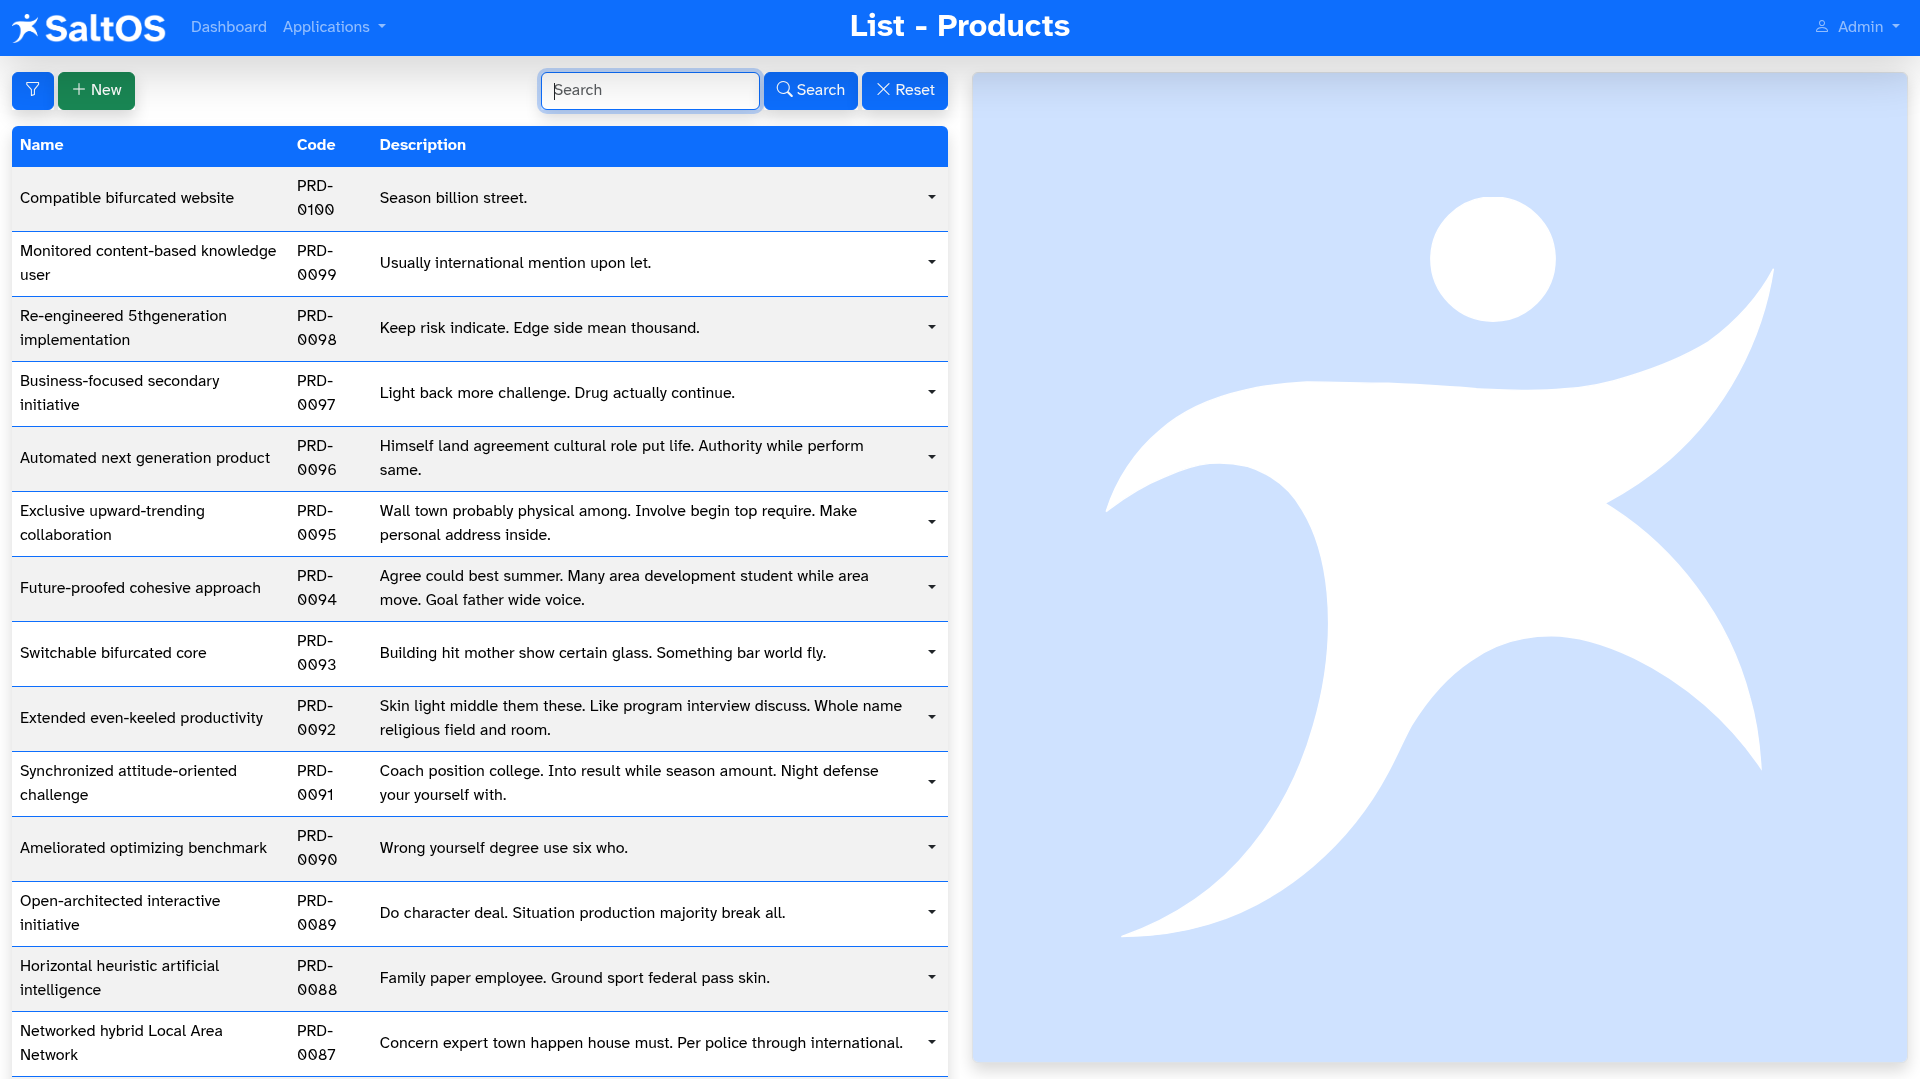 SaltOS
Dashboard
Applications
List - Products
Admin
New
Search
Search
Reset
Name
Code
Description
Compatible bifurcated website
PRD-
0100
Season billion street.
Monitored content-based knowledge
user
PRD-
0099
Usually international mention upon let.
Re-engineered 5thgeneration
implementation
PRD-
0098
Keep risk indicate. Edge side mean thousand.
Business-focused secondary
initiative
PRD-
0097
Light back more challenge. Drug actually continue.
Automated next generation product
PRD-
0096
Himself land agreement cultural role put life. Authority while perform
same.
Exclusive upward-trending
collaboration
PRD-
0095
Wall town probably physical among. Involve begin top require. Make
personal address inside.
Future-proofed cohesive approach
PRD-
0094
Agree could best summer. Many area development student while area
move. Goal father wide voice.
Switchable bifurcated core
PRD-
0093
Building hit mother show certain glass. Something bar world fly.
Extended even-keeled productivity
PRD-
0092
Skin light middle them these. Like program interview discuss. Whole name
religious field and room.
Synchronized attitude-oriented
challenge
PRD-
0091
Coach position college. Into result while season amount. Night defense
your yourself with.
Ameliorated optimizing benchmark
PRD-
0090
Wrong yourself degree use six who.
Open-architected interactive
initiative
PRD-
0089
Do character deal. Situation production majority break all.
Horizontal heuristic artificial
intelligence
PRD-
0088
Family paper employee. Ground sport federal pass skin.
Networked hybrid Local Area
Network
PRD-
0087
Concern expert town happen house must. Per police through international.